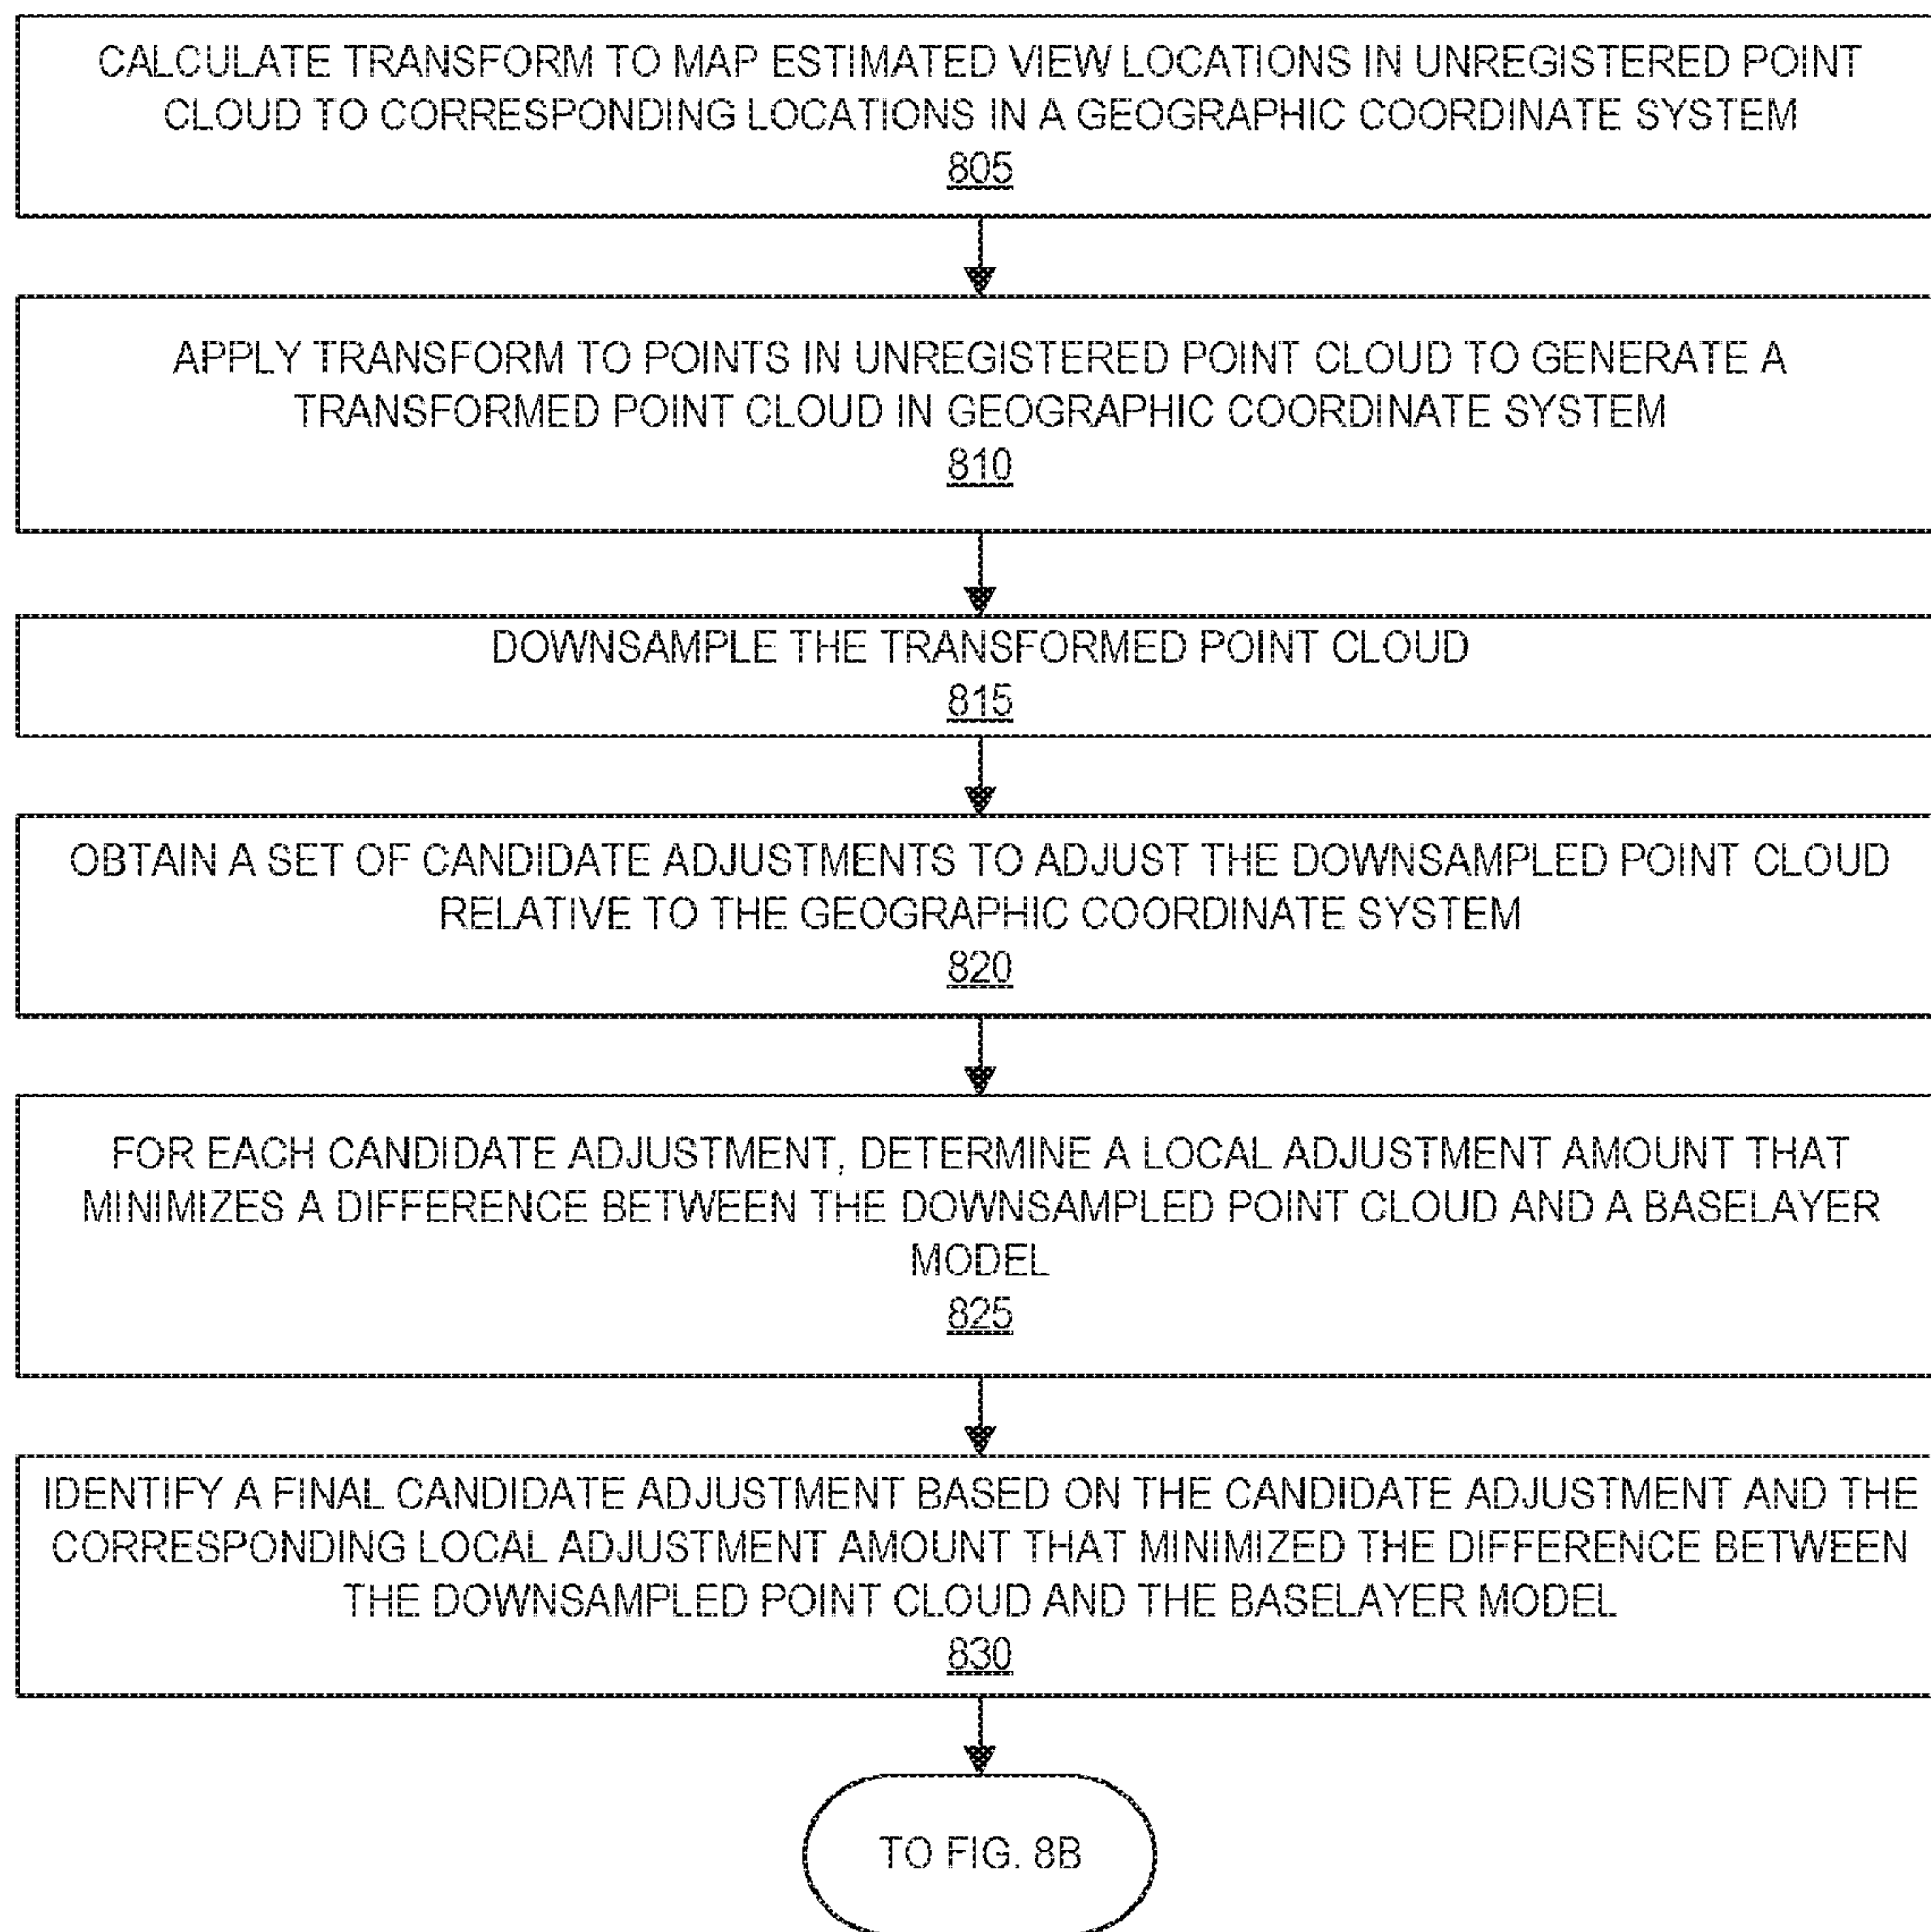 CALCULATE TRANSFORM TO MAP ESTIMATED VIEW LOCATIONS IN UNREGISTERED POINT
CLOUD TO CORRESPONDING LOCATIONS IN A GEOGRAPHIC COORDINATE SYSTEM
805
APPLY TRANSFORM TO POINTS IN UNREGISTERED POINT CLOUD TO GENERATE A
TRANSFORMED POINT CLOUD IN GEOGRAPHIC COORDINATE SYSTEM
810
DOWNSAMPLE THE TRANSFORMED POINT CLOUD
815
OBTAIN A SET OF CANDIDATE ADJUSTMENTS TO ADJUST THE DOWNSAMPLED POINT CLOUD
RELATIVE TO THE GEOGRAPHIC COORDINATE SYSTEM
820
FOR EACH CANDIDATE ADJUSTMENT, DETERMINE A LOCAL ADJUSTMENT AMOUNT THAT
MINIMIZES A DIFFERENCE BETWEEN THE DOWNSAMPLED POINT CLOUD AND A BASELAYER
MODEL
825
IDENTIFY A FINAL CANDIDATE ADJUSTMENT BASED ON THE CANDIDATE ADJUSTMENT AND THE
CORRESPONDING LOCAL ADJUSTMENT AMOUNT THAT MINIMIZED THE DIFFERENCE BETWEEN
THE DOWNSAMPLED POINT CLOUD AND THE BASELAYER MODEL
830
TO FIG. 8B